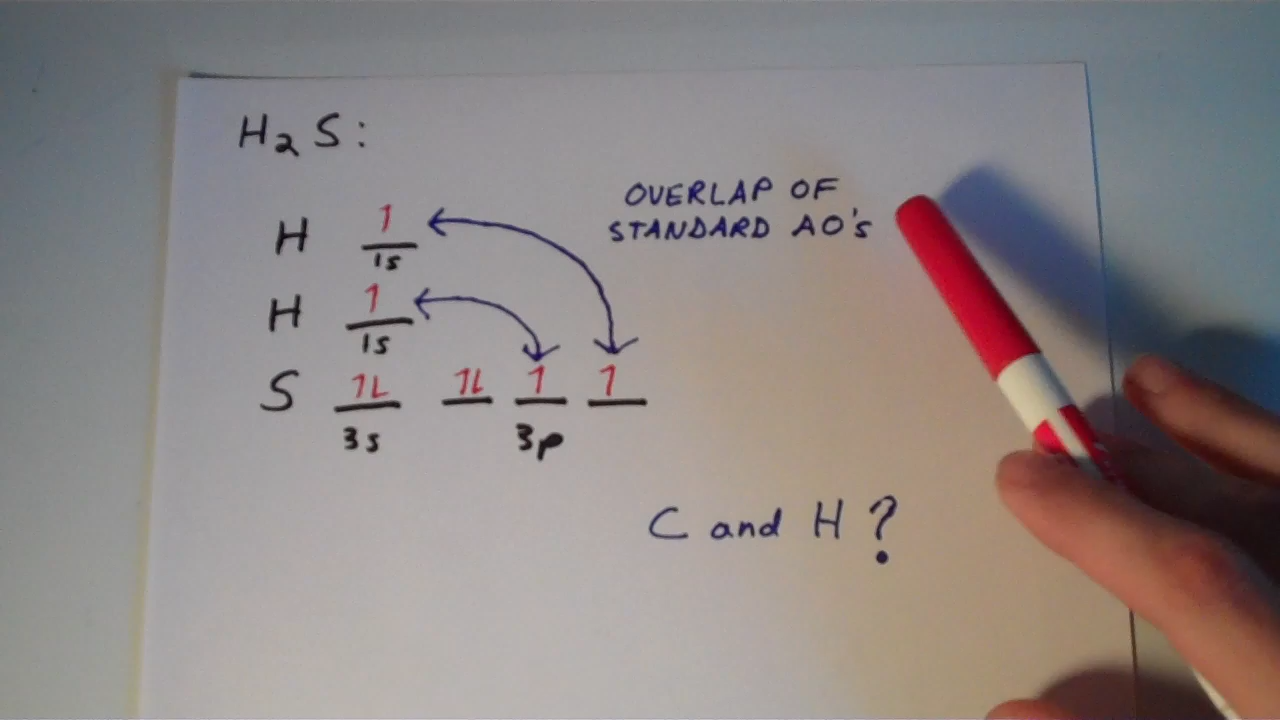 H₂S:
OVERLAP OF
STANDARD AO's
H 1
1s
H 1
1s
S 1L 1L 1 1
3s 3p
C and H ?